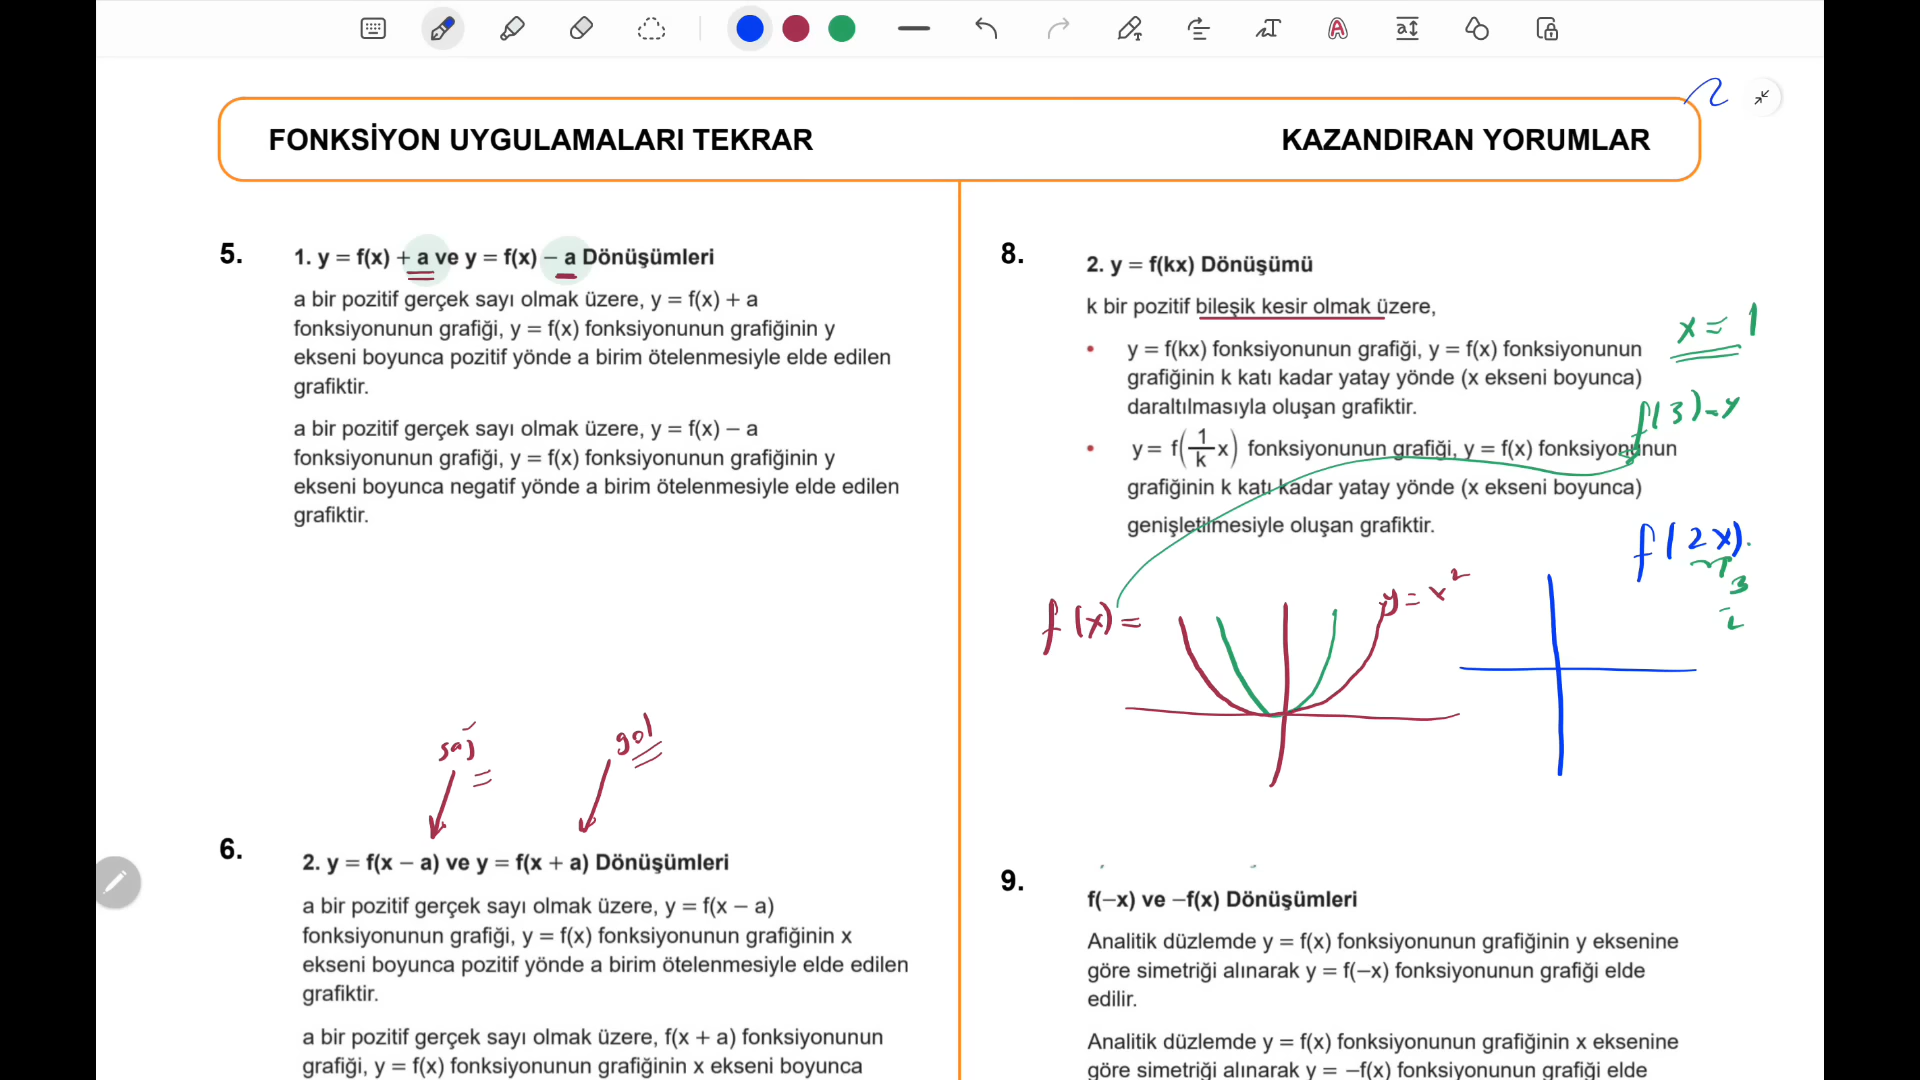 FONKSİYON UYGULAMALARI TEKRAR
KAZANDIRAN YORUMLAR
5.
1. y = f(x) + a ve y = f(x) − a Dönüşümleri
a bir pozitif gerçek sayı olmak üzere, y = f(x) + a
fonksiyonunun grafiği, y = f(x) fonksiyonunun grafiğinin y
ekseni boyunca pozitif yönde a birim ötelenmesiyle elde edilen
grafiktir.
a bir pozitif gerçek sayı olmak üzere, y = f(x) − a
fonksiyonunun grafiği, y = f(x) fonksiyonunun grafiğinin y
ekseni boyunca negatif yönde a birim ötelenmesiyle elde edilen
grafiktir.
sağ
sol
6.
2. y = f(x − a) ve y = f(x + a) Dönüşümleri
a bir pozitif gerçek sayı olmak üzere, y = f(x − a)
fonksiyonunun grafiği, y = f(x) fonksiyonunun grafiğinin x
ekseni boyunca pozitif yönde a birim ötelenmesiyle elde edilen
grafiktir.
a bir pozitif gerçek sayı olmak üzere, f(x + a) fonksiyonunun
grafiği, y = f(x) fonksiyonunun grafiğinin x ekseni boyunca
8.
2. y = f(kx) Dönüşümü
k bir pozitif bileşik kesir olmak üzere,
• y = f(kx) fonksiyonunun grafiği, y = f(x) fonksiyonunun
grafiğinin k katı kadar yatay yönde (x ekseni boyunca)
daraltılmasıyla oluşan grafiktir.
• y = f(1/k x) fonksiyonunun grafiği, y = f(x) fonksiyonunun
grafiğinin k katı kadar yatay yönde (x ekseni boyunca)
genişletilmesiyle oluşan grafiktir.
x = 1
f(3) = y
f(2x)
3
2
f(x) =
y = x²
9.
f(−x) ve −f(x) Dönüşümleri
Analitik düzlemde y = f(x) fonksiyonunun grafiğinin y eksenine
göre simetriği alınarak y = f(−x) fonksiyonunun grafiği elde
edilir.
Analitik düzlemde y = f(x) fonksiyonunun grafiğinin x eksenine
göre simetriği alınarak y = −f(x) fonksiyonunun grafiği elde